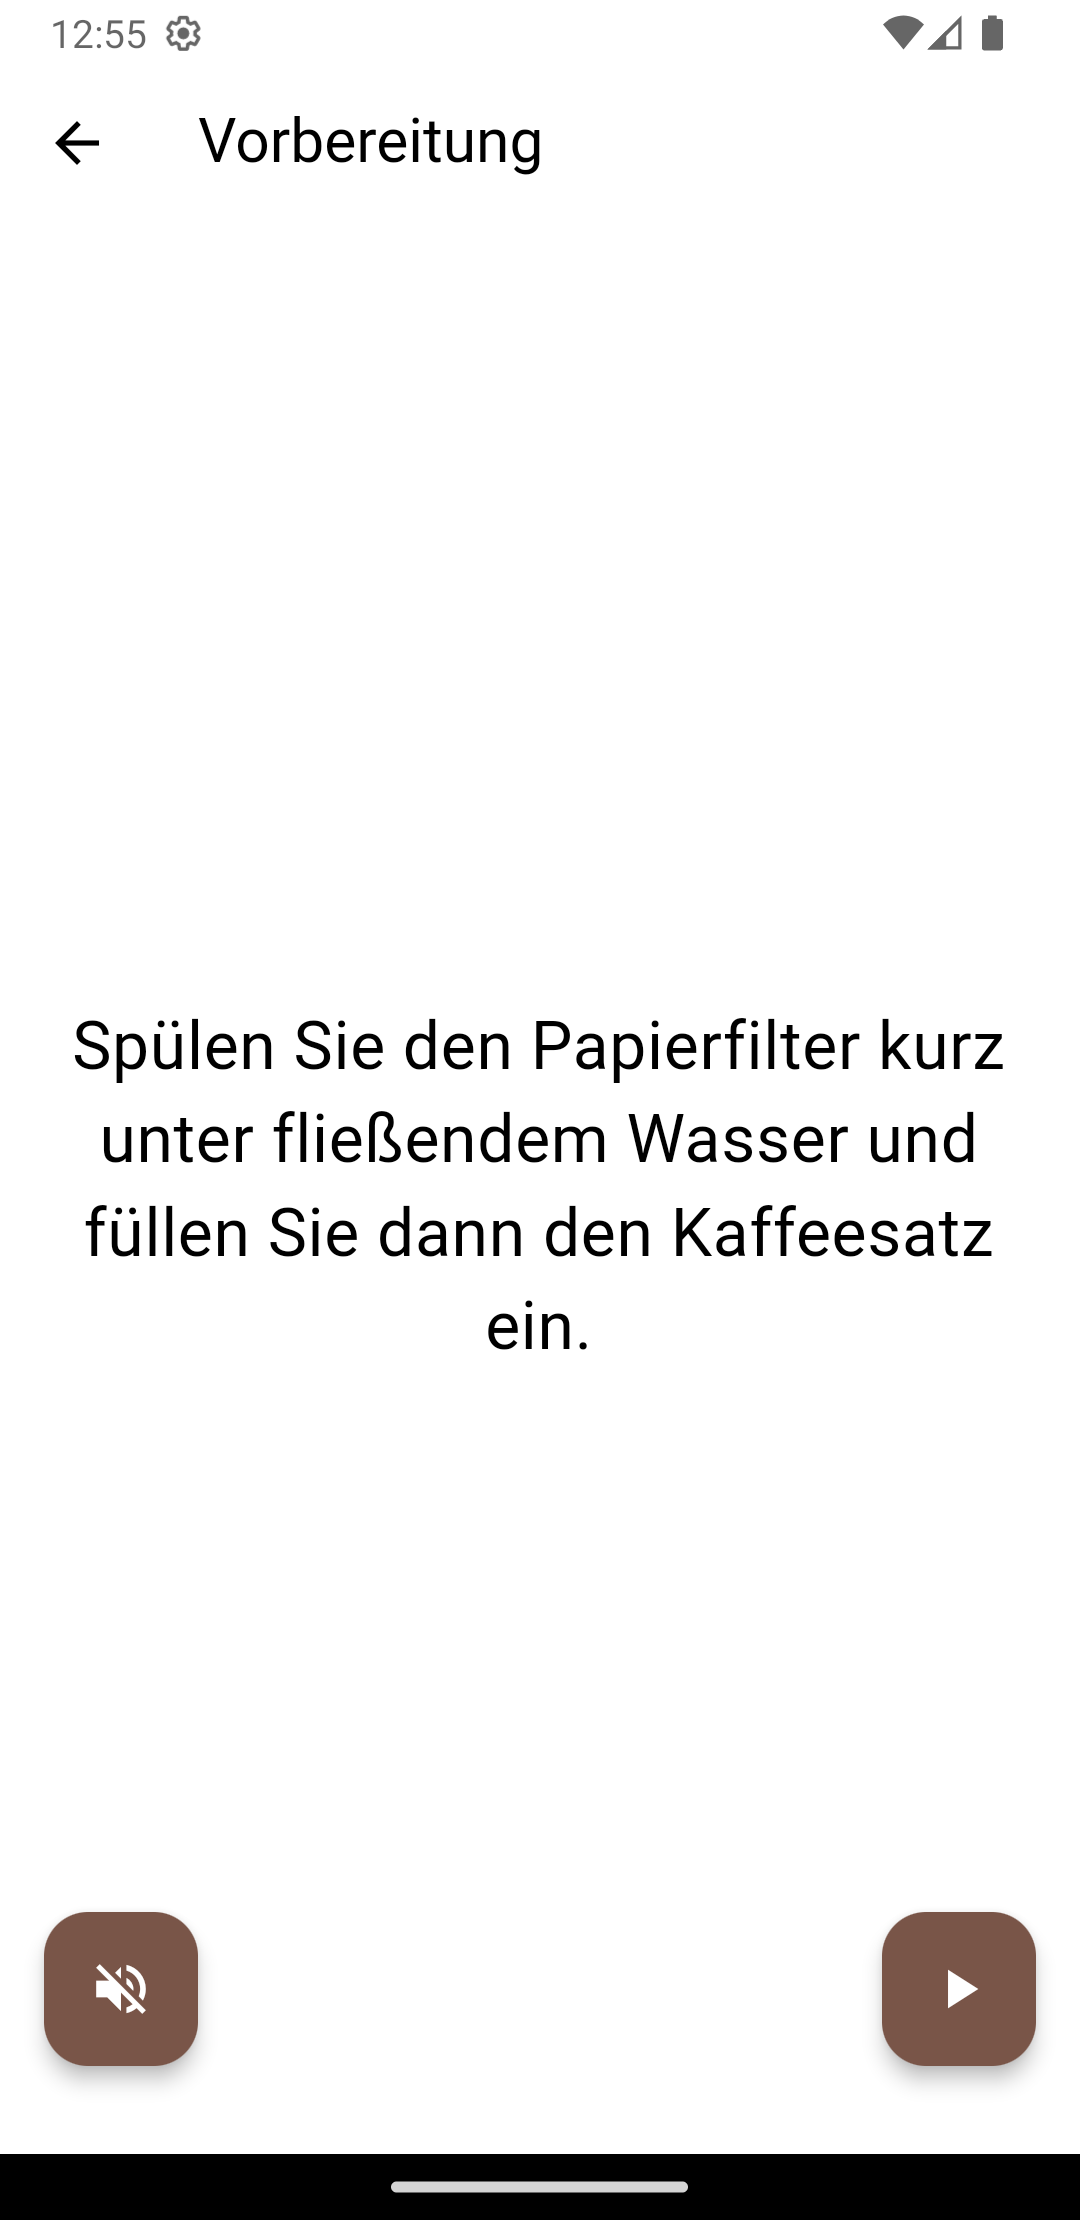 12:55
Vorbereitung
Spülen Sie den Papierfilter kurz
unter fließendem Wasser und
füllen Sie dann den Kaffeesatz
ein.